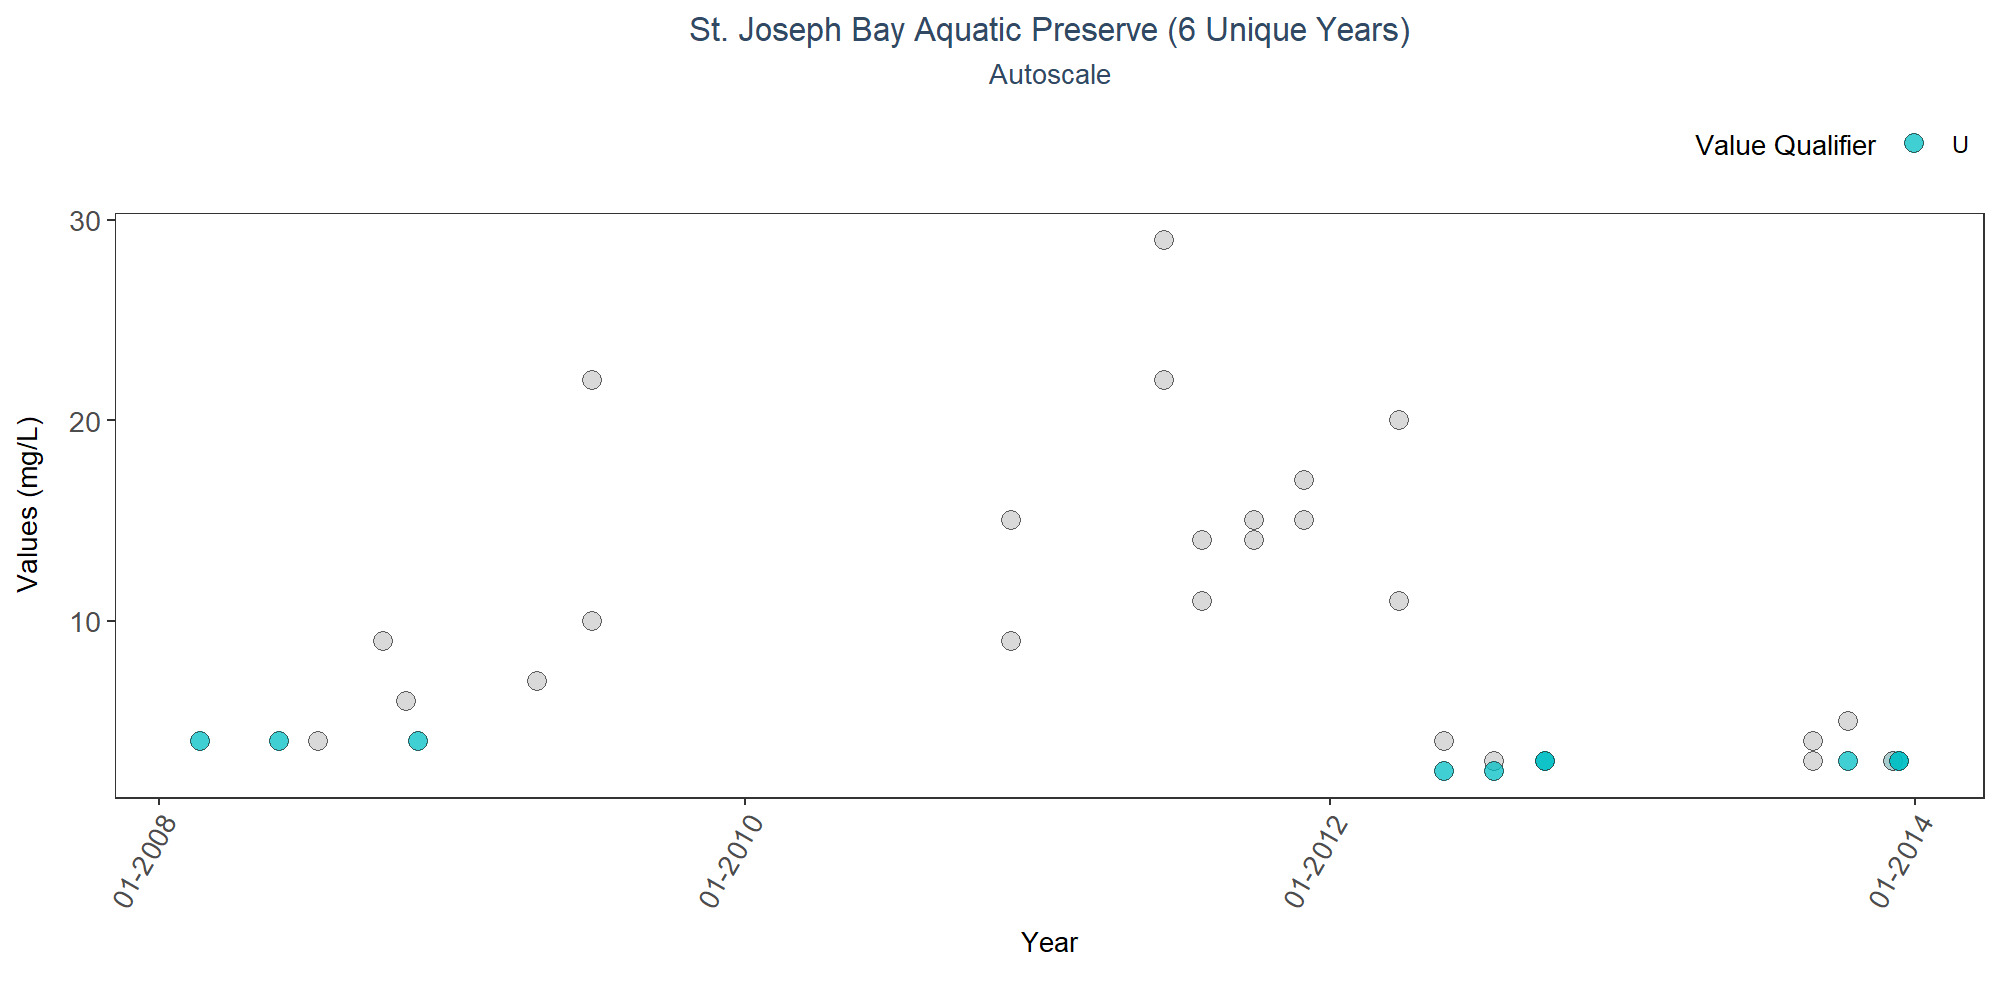 St. Joseph Bay Aquatic Preserve (6 Unique Years)
Autoscale
Value Qualifier U
Values (mg/L)
30
20
10
01-2008 01-2010 01-2012 01-2014
Year